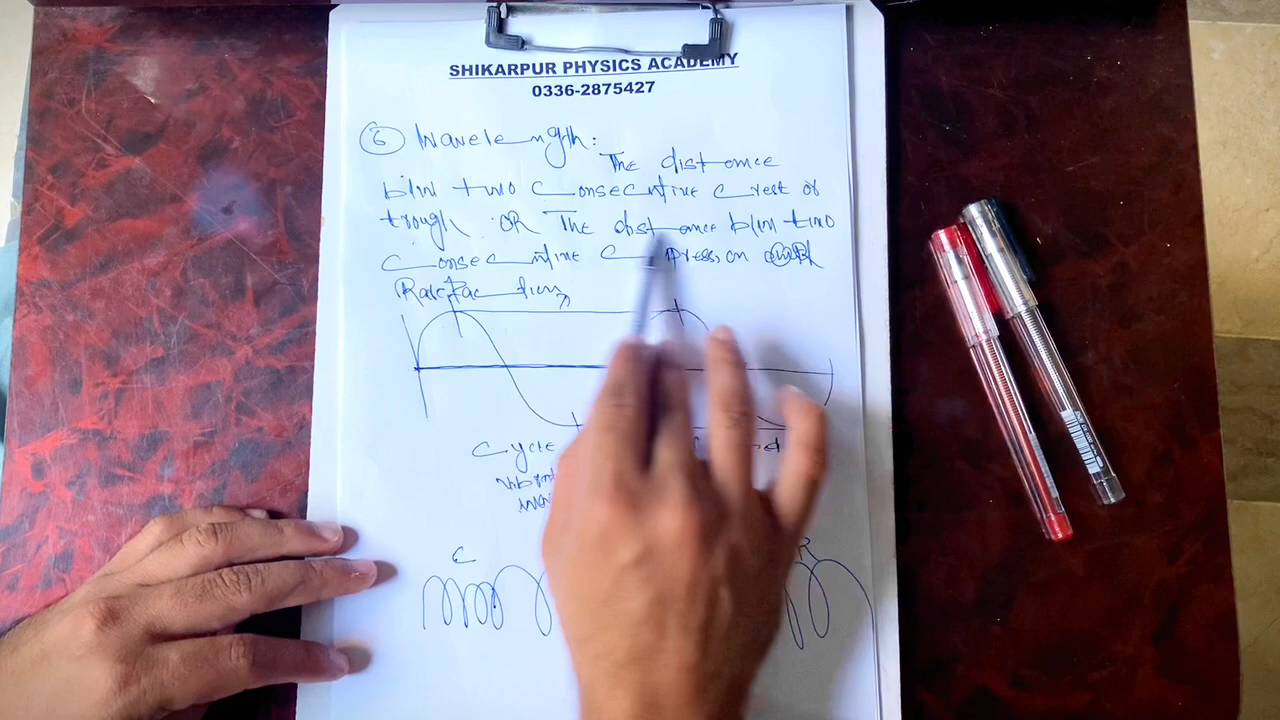 SHIKARPUR PHYSICS ACADEMY
0336-2875427
6 Wavelength:
The distance
b/w two consecutive crest or
trough OR The distance b/w two
consecutive compression or
Rarefaction
Cycle
C
R